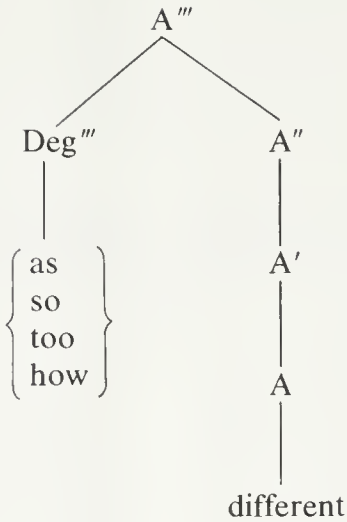 A‴
Deg‴ A″
as
so
too
how
A′
A
different